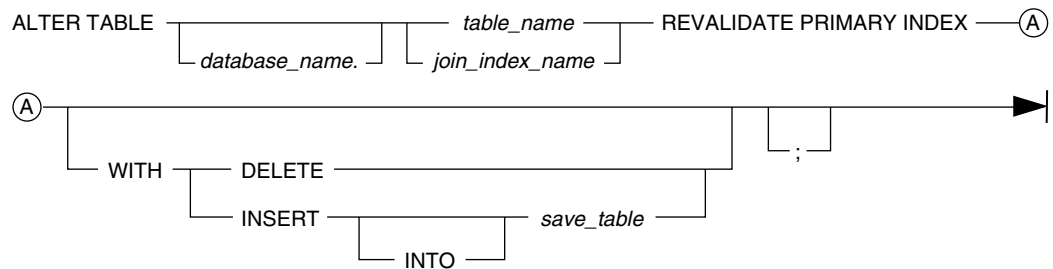 ALTER TABLE table_name REVALIDATE PRIMARY INDEX A
database_name. join_index_name
A
;
WITH DELETE
INSERT save_table
INTO